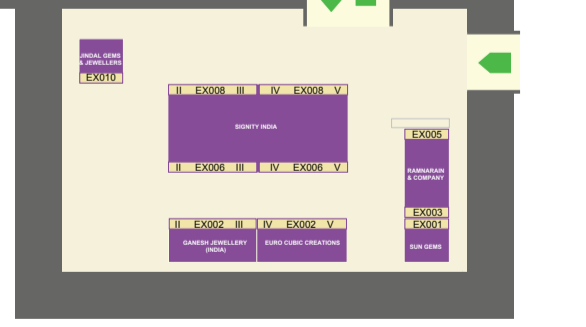 JINDAL GEMS
& JEWELLERS
EX010
II EX008 III IV EX008 V
SIGNITY INDIA
II EX006 III IV EX006 V
EX005
RAMNARAIN
& COMPANY
EX003
EX001
SUN GEMS
II EX002 III IV EX002 V
GANESH JEWELLERY
(INDIA)
EURO CUBIC CREATIONS